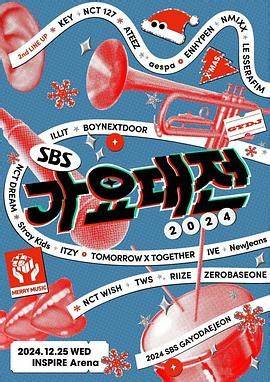 2nd LINE UP * KEY + NCT 127 * ATEEZ * aespa ENHYPEN NMIXX * LE SSERAFIM
X-MAS
GYDJ
ILLIT * BOYNEXTDOOR
SBS
가요대전
2024
NCT DREAM * Stray Kids + ITZY TOMORROW X TOGETHER IVE + NewJeans
MERRY MUSIC
NCT WISH + TWS * RIIZE ZEROBASEONE
2024.12.25 WED
INSPIRE Arena
2024 SBS GAYODAEJEON